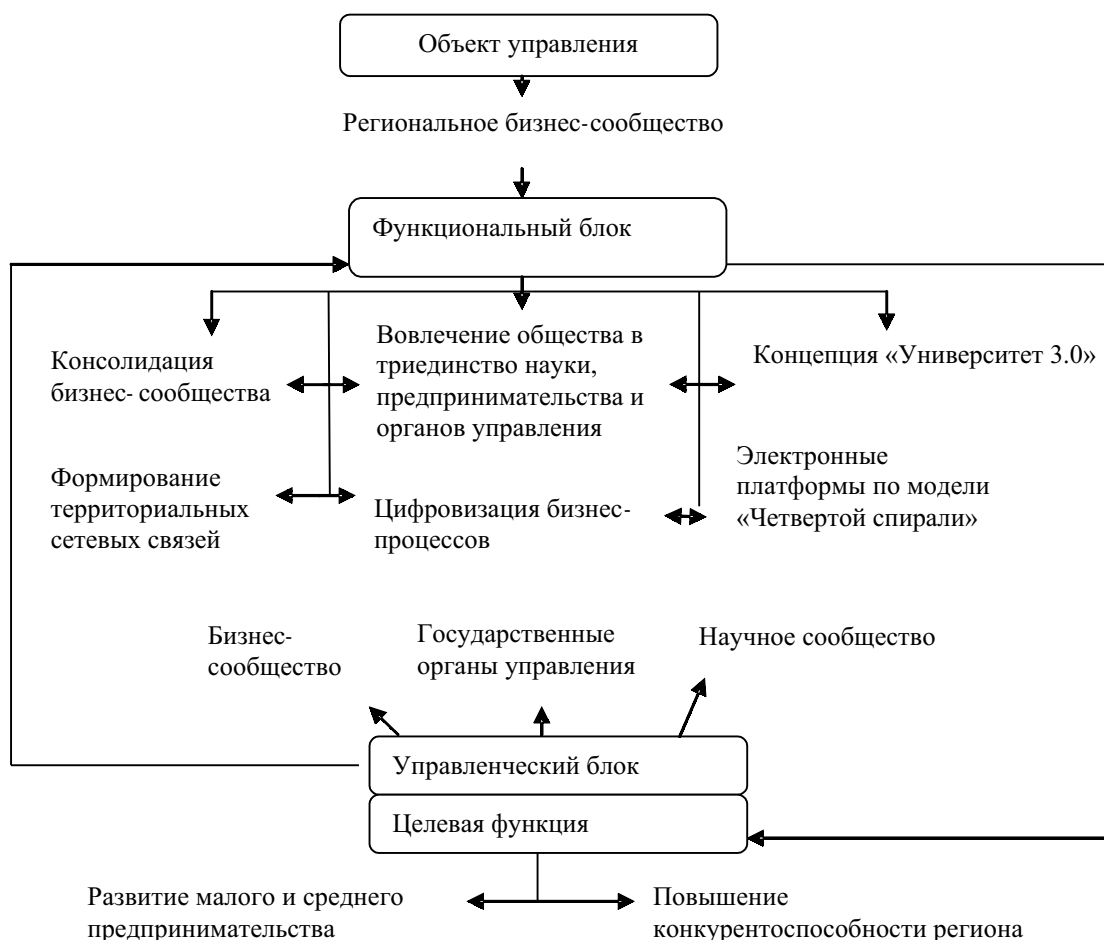 Объект управления
Региональное бизнес-сообщество
Функциональный блок
Консолидация
бизнес- сообщества
Вовлечение общества в
триединство науки,
предпринимательства и
органов управления
Концепция «Университет 3.0»
Формирование
территориальных
сетевых связей
Цифровизация бизнес-
процессов
Электронные
платформы по модели
«Четвертой спирали»
Бизнес-
сообщество
Государственные
органы управления
Научное сообщество
Управленческий блок
Целевая функция
Развитие малого и среднего
предпринимательства
Повышение
конкурентоспособности региона